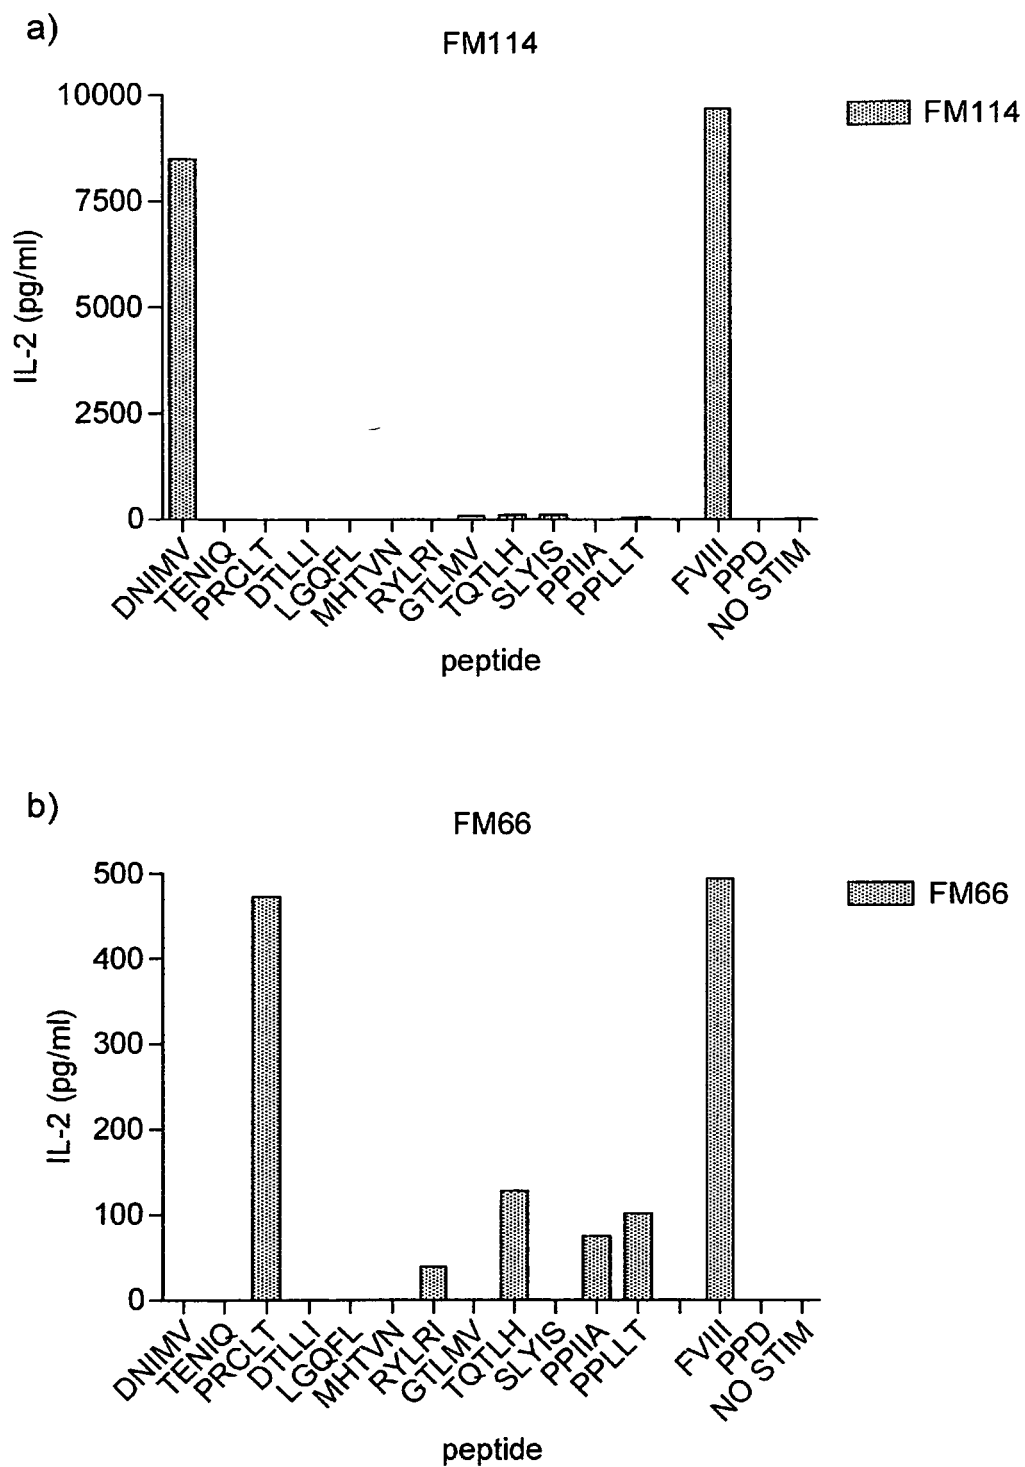 a)
FM114
FM114
10000
7500
5000
2500
0
IL-2 (pg/ml)
DNIMV
TENIQ
PRCLT
DTLLI
LGQFL
MHTVN
RYLRI
GTLMV
TQTLH
SLYIS
PPIIA
PPLLT
FVIII
PPD
NO STIM
peptide
b)
FM66
FM66
500
400
300
200
100
0
IL-2 (pg/ml)
DNIMV
TENIQ
PRCLT
DTLLI
LGQFL
MHTVN
RYLRI
GTLMV
TQTLH
SLYIS
PPIIA
PPLLT
FVIII
PPD
NO STIM
peptide